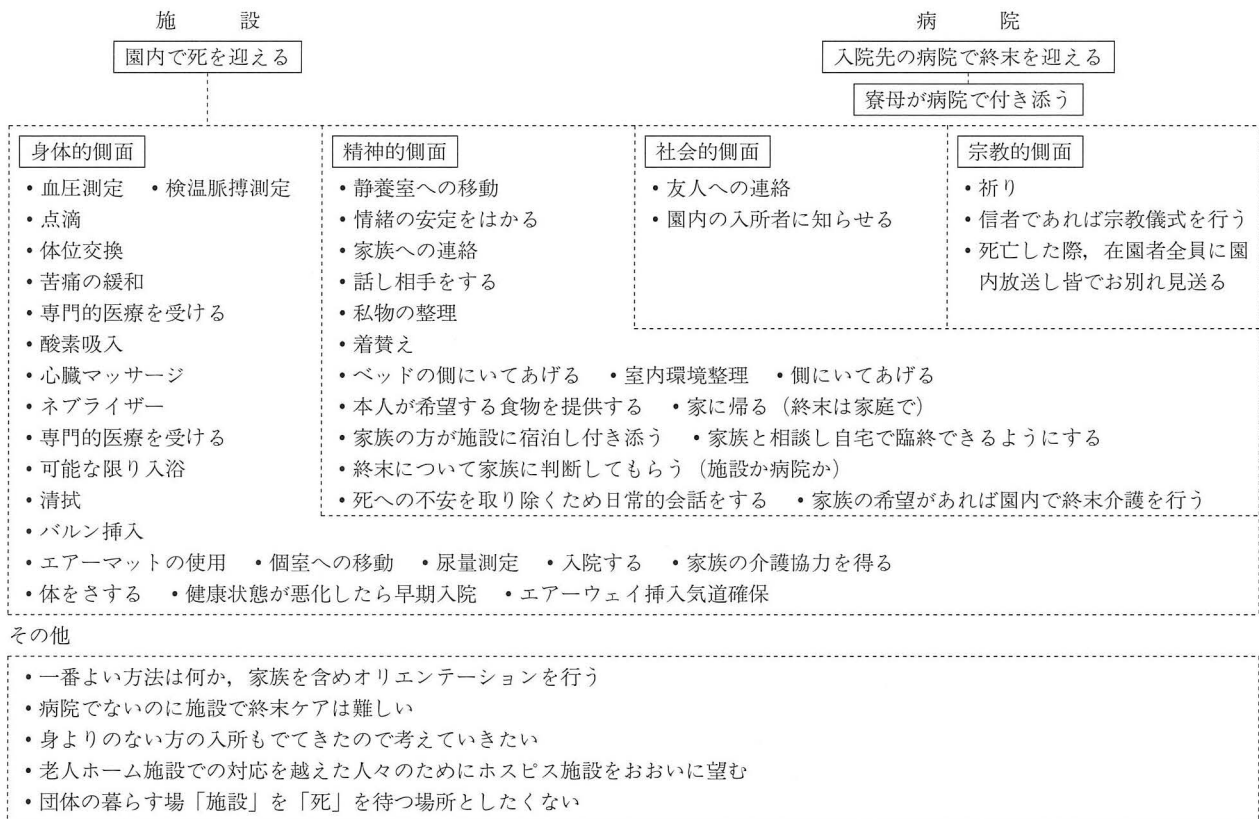 施　設
病　院
園内で死を迎える
入院先の病院で終末を迎える
寮母が病院で付き添う
身体的側面
・血圧測定　・検温脈搏測定
・点滴
・体位交換
・苦痛の緩和
・専門的医療を受ける
・酸素吸入
・心臓マッサージ
・ネブライザー
・専門的医療を受ける
・可能な限り入浴
・清拭
・バルン挿入
・エアーマットの使用　・個室への移動　・尿量測定　・入院する　・家族の介護協力を得る
・体をさする　・健康状態が悪化したら早期入院　・エアーウェイ挿入気道確保
精神的側面
・静養室への移動
・情緒の安定をはかる
・家族への連絡
・話し相手をする
・私物の整理
・着替え
・ベッドの側にいてあげる　・室内環境整理　・側にいてあげる
・本人が希望する食物を提供する　・家に帰る（終末は家庭で）
・家族の方が施設に宿泊し付き添う　・家族と相談し自宅で臨終できるようにする
・終末について家族に判断してもらう（施設か病院か）
・死への不安を取り除くため日常的会話をする　・家族の希望があれば園内で終末介護を行う
社会的側面
・友人への連絡
・園内の入所者に知らせる
宗教的側面
・祈り
・信者であれば宗教儀式を行う
・死亡した際，在園者全員に園
内放送し皆でお別れ見送る
その他
・一番よい方法は何か，家族を含めオリエンテーションを行う
・病院でないのに施設で終末ケアは難しい
・身よりのない方の入所もでてきたので考えていきたい
・老人ホーム施設での対応を越えた人々のためにホスピス施設をおおいに望む
・団体の暮らす場「施設」を「死」を待つ場所としたくない